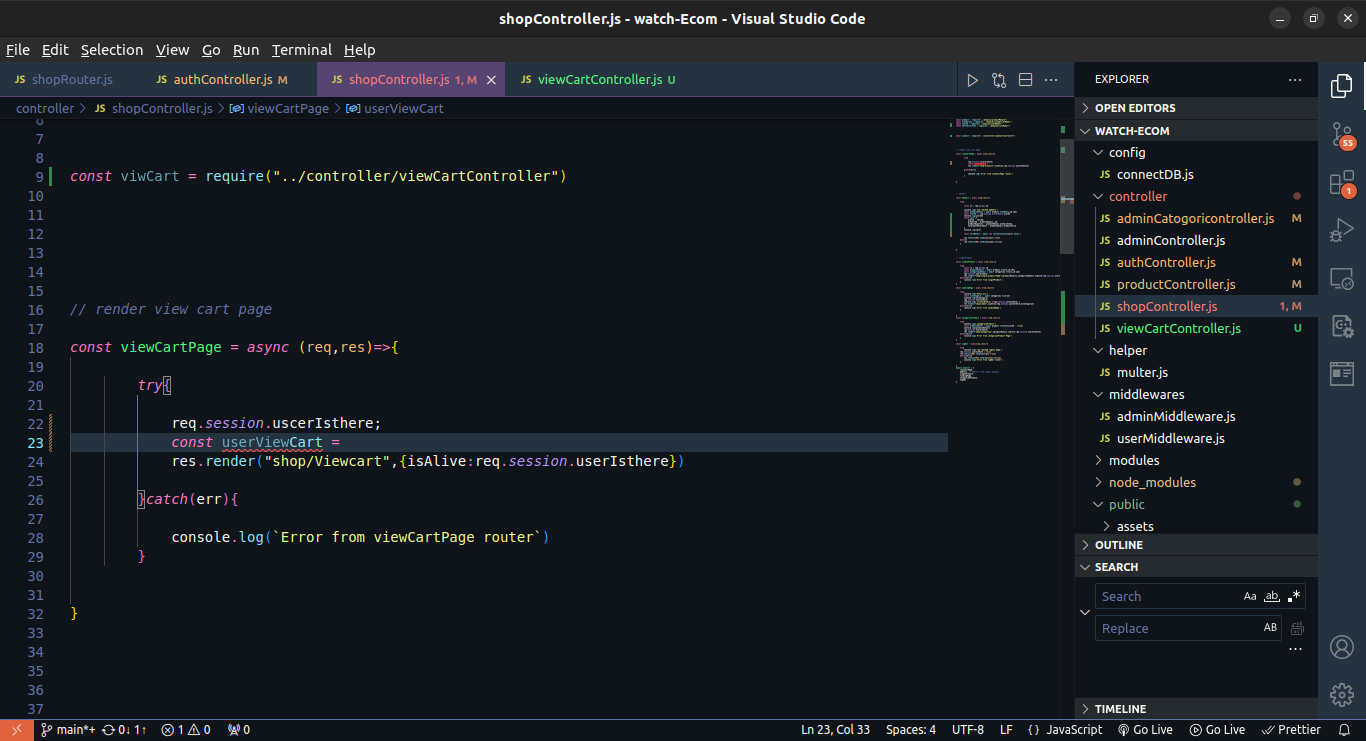 shopController.js - watch-Ecom - Visual Studio Code
File Edit Selection View Go Run Terminal Help
JS shopRouter.js JS authController.js M JS shopController.js 1, M JS viewCartController.js U
controller > JS shopController.js > viewCartPage > userViewCart
6
7
8
9 const viwCart = require("../controller/viewCartController")
10
11
12
13
14
15
16 // render view cart page
17
18 const viewCartPage = async (req,res)=>{
19
20 try{
21
22 req.session.uscerIsthere;
23 const userViewCart =
24 res.render("shop/Viewcart",{isAlive:req.session.userIsthere})
25
26 }catch(err){
27
28 console.log(`Error from viewCartPage router`)
29 }
30
31
32 }
33
34
35
36
37
EXPLORER
OPEN EDITORS
WATCH-ECOM
config
JS connectDB.js
controller
JS adminCatogoricontroller.js M
JS adminController.js
JS authController.js M
JS productController.js M
JS shopController.js 1, M
JS viewCartController.js U
helper
JS multer.js
middlewares
JS adminMiddleware.js
JS userMiddleware.js
modules
node_modules
public
assets
OUTLINE
SEARCH
Search Aa ab .*
Replace AB
TIMELINE
55
1
main*+ 0↓ 1↑ 1 0 0 Ln 23, Col 33 Spaces: 4 UTF-8 LF {} JavaScript Go Live Go Live Prettier